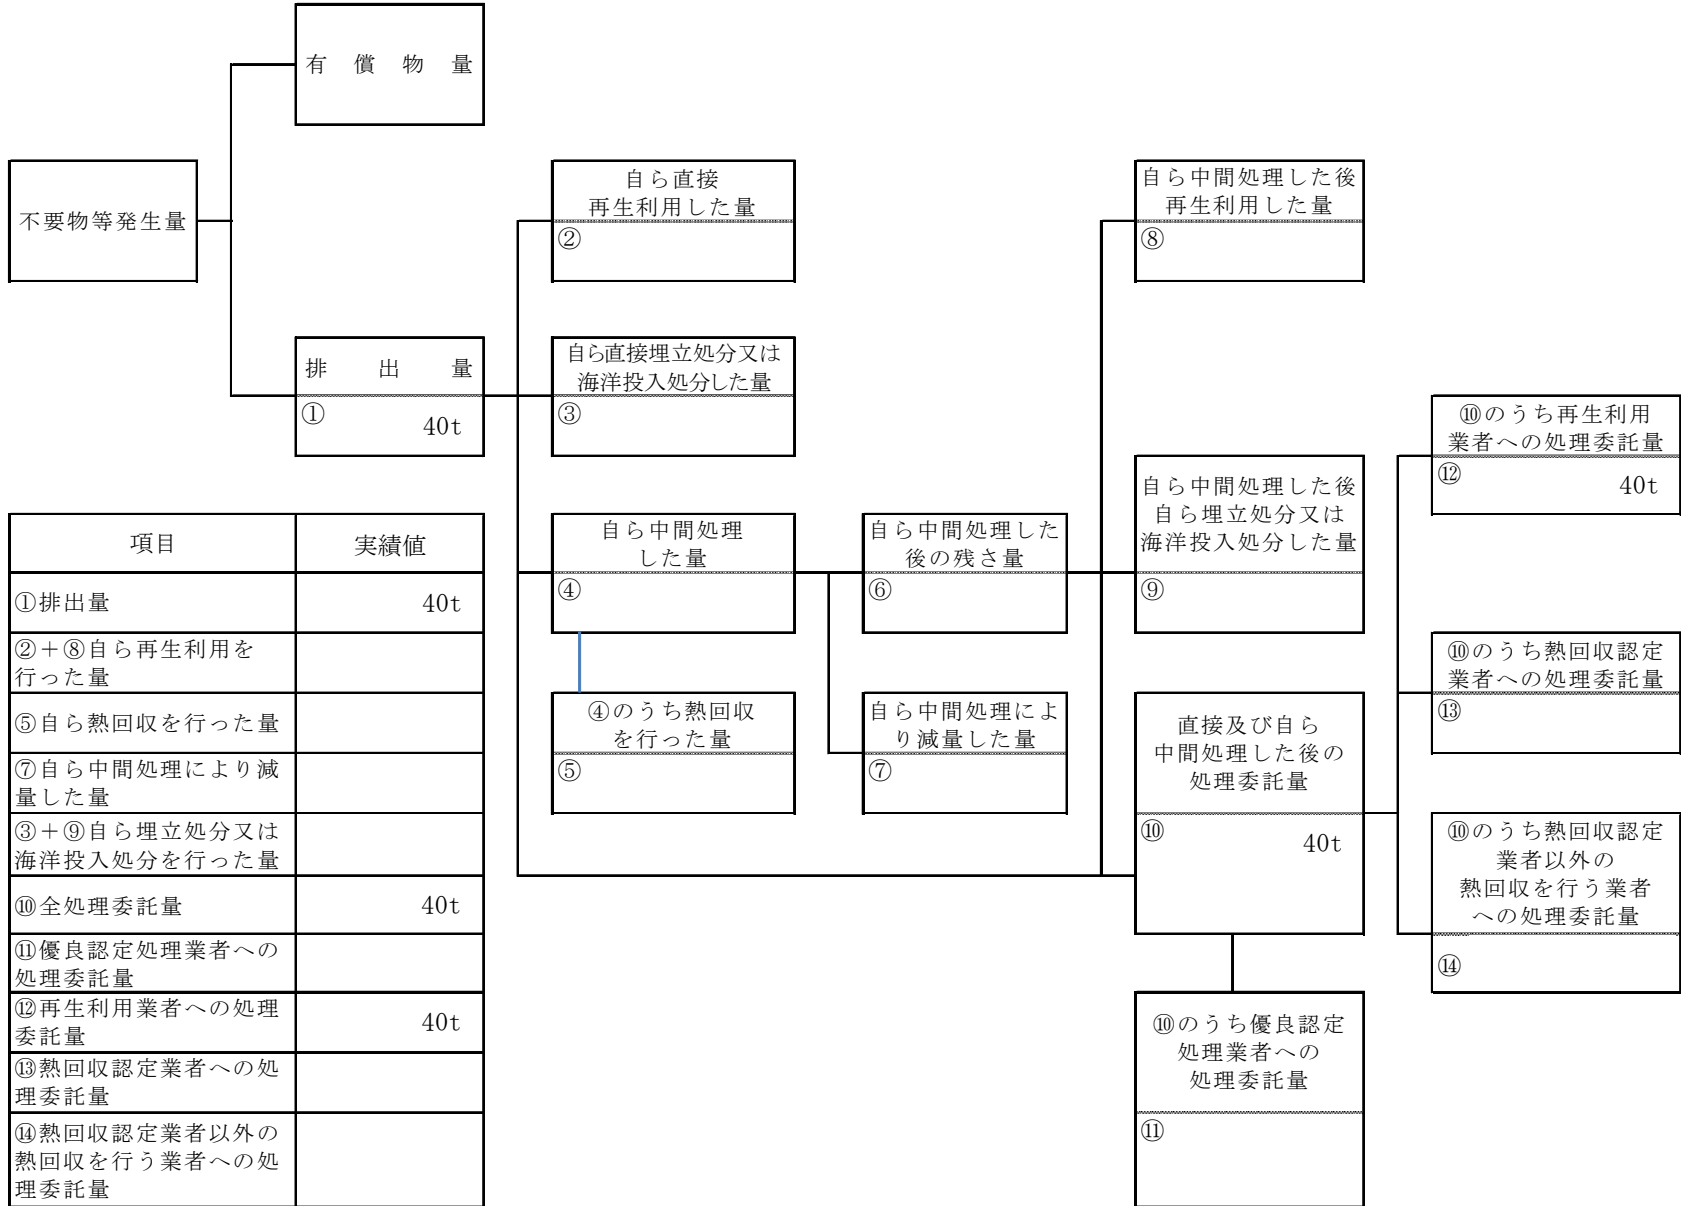 有償物量
不要物等発生量
自ら直接
再生利用した量
②
自ら中間処理した後
再生利用した量
⑧
排出量
①
40t
自ら直接埋立処分又は
海洋投入処分した量
③
⑩のうち再生利用
業者への処理委託量
⑫
40t
自ら中間処理
した量
④
自ら中間処理した
後の残さ量
⑥
自ら中間処理した後
自ら埋立処分又は
海洋投入処分した量
⑨
④のうち熱回収
を行った量
⑤
自ら中間処理によ
り減量した量
⑦
直接及び自ら
中間処理した後の
処理委託量
⑩
40t
⑩のうち熱回収認定
業者への処理委託量
⑬
⑩のうち熱回収認定
業者以外の
熱回収を行う業者
への処理委託量
⑭
⑩のうち優良認定
処理業者への
処理委託量
⑪
項目 実績値
①排出量 40t
②＋⑧自ら再生利用を
行った量
⑤自ら熱回収を行った量
⑦自ら中間処理により減
量した量
③＋⑨自ら埋立処分又は
海洋投入処分を行った量
⑩全処理委託量 40t
⑪優良認定処理業者への
処理委託量
⑫再生利用業者への処理
委託量 40t
⑬熱回収認定業者への処
理委託量
⑭熱回収認定業者以外の
熱回収を行う業者への処
理委託量